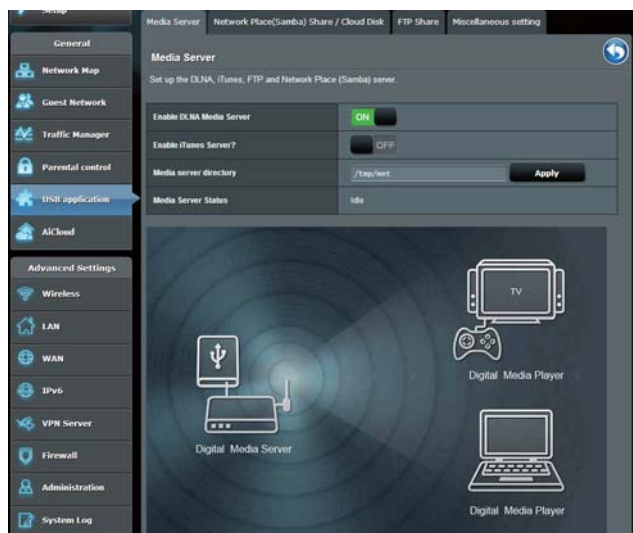 Setup
Media Server
Network Place(Samba) Share / Cloud Disk
FTP Share
Miscellaneous setting
General
Network Map
Guest Network
Traffic Manager
Parental control
USB application
AiCloud
Advanced Settings
Wireless
LAN
WAN
IPv6
VPN Server
Firewall
Administration
System Log
Media Server
Set up the DLNA, iTunes, FTP and Network Place (Samba) server.
Enable DLNA Media Server
ON
Enable iTunes Server?
OFF
Media server directory
/tmp/mnt
Apply
Media Server Status
Idle
TV
Digital Media Player
Digital Media Server
Digital Media Player